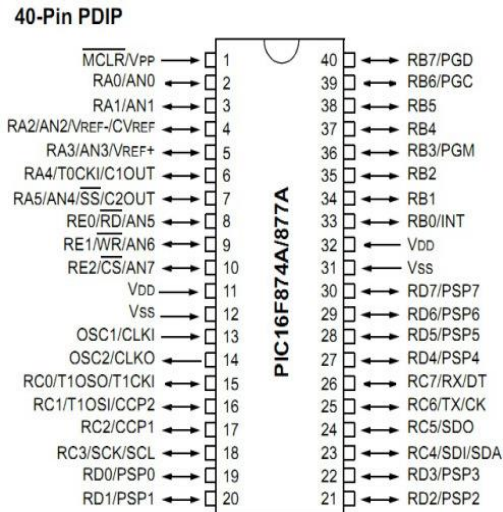 40-Pin PDIP
MCLR/VPP 1
RA0/AN0 2
RA1/AN1 3
RA2/AN2/VREF-/CVREF 4
RA3/AN3/VREF+ 5
RA4/T0CKI/C1OUT 6
RA5/AN4/SS/C2OUT 7
RE0/RD/AN5 8
RE1/WR/AN6 9
RE2/CS/AN7 10
VDD 11
VSS 12
OSC1/CLKI 13
OSC2/CLKO 14
RC0/T1OSO/T1CKI 15
RC1/T1OSI/CCP2 16
RC2/CCP1 17
RC3/SCK/SCL 18
RD0/PSP0 19
RD1/PSP1 20
PIC16F874A/877A
40 RB7/PGD
39 RB6/PGC
38 RB5
37 RB4
36 RB3/PGM
35 RB2
34 RB1
33 RB0/INT
32 VDD
31 VSS
30 RD7/PSP7
29 RD6/PSP6
28 RD5/PSP5
27 RD4/PSP4
26 RC7/RX/DT
25 RC6/TX/CK
24 RC5/SDO
23 RC4/SDI/SDA
22 RD3/PSP3
21 RD2/PSP2